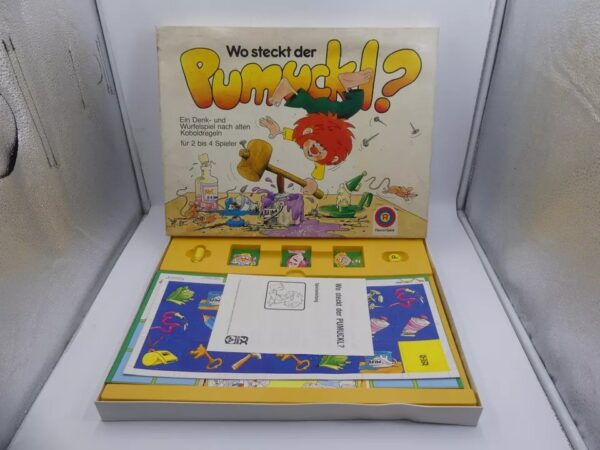 Wo steckt der
Pumuckl?
Ein Denk- und
Würfelspiel nach alten
Koboldregeln
für 2 bis 4 Spieler
Wo steckt der PUMUCKL?